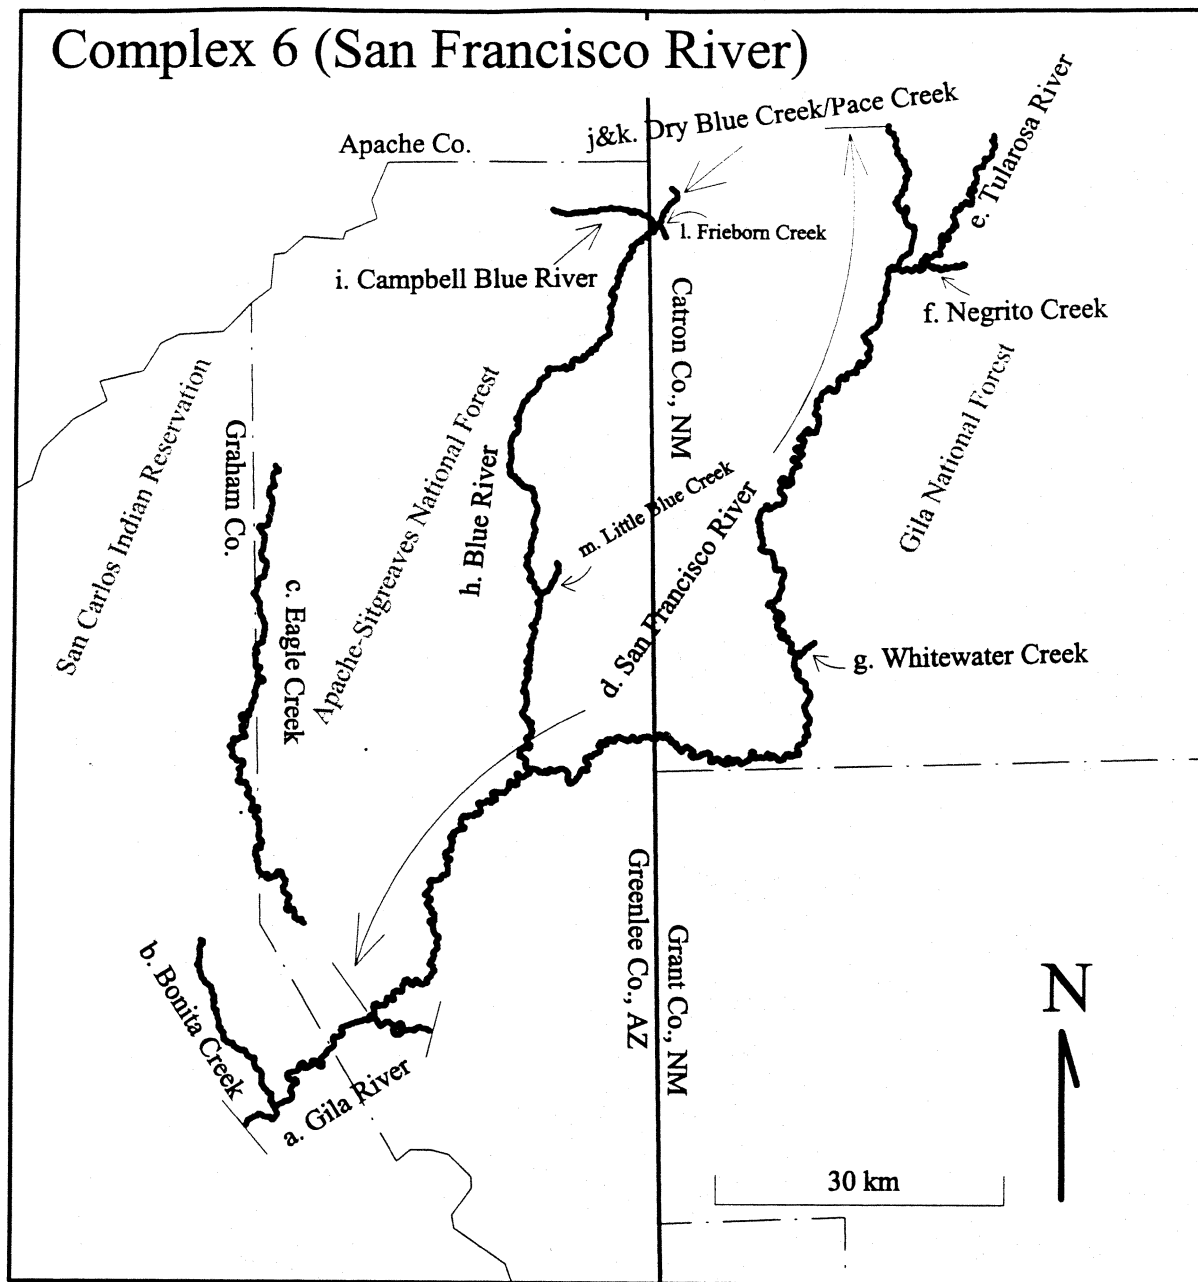 Complex 6 (San Francisco River)
Apache Co.
j&k. Dry Blue Creek/Pace Creek
e. Tularosa River
l. Frieborn Creek
i. Campbell Blue River
f. Negrito Creek
Catron Co., NM
San Carlos Indian Reservation
Graham Co.
Apache-Sitgreaves National Forest
h. Blue River
m. Little Blue Creek
Gila National Forest
c. Eagle Creek
d. San Francisco River
g. Whitewater Creek
Greenlee Co., AZ
Grant Co., NM
b. Bonita Creek
a. Gila River
N
30 km